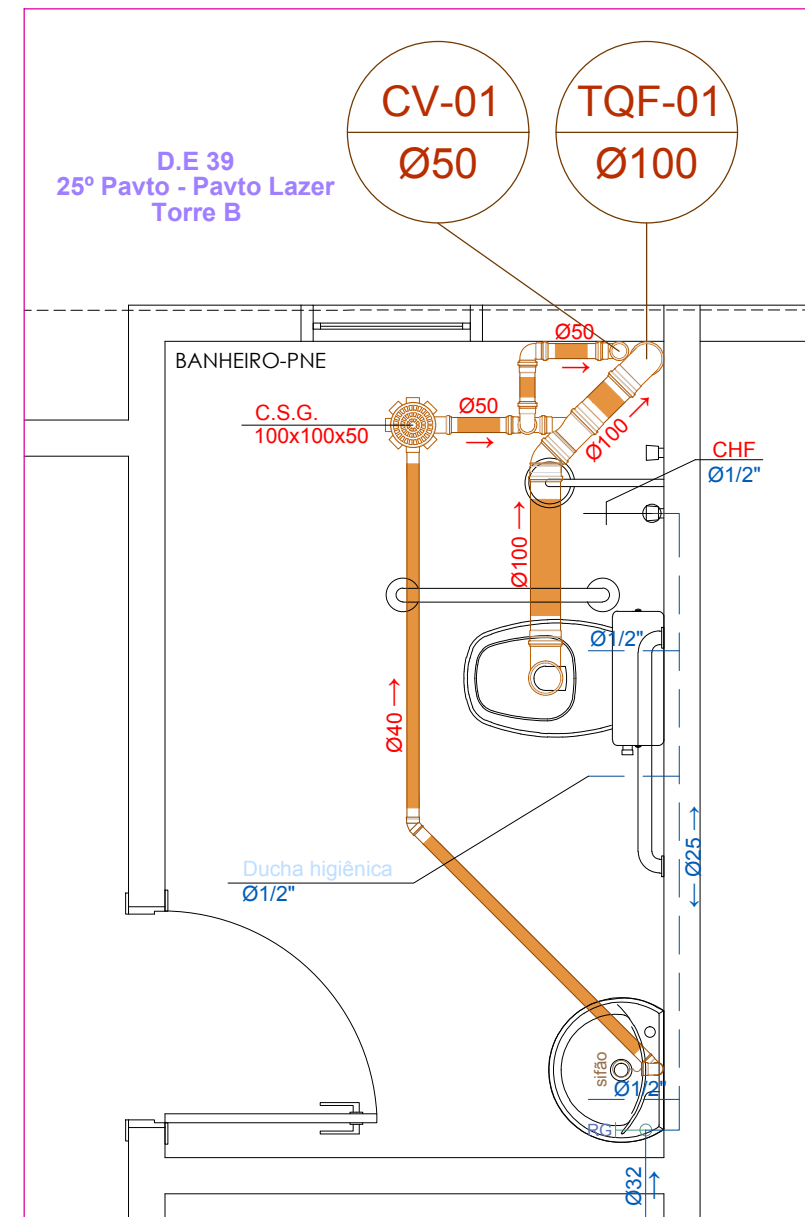 CV-01
Ø50
TQF-01
Ø100
D.E 39
25º Pavto - Pavto Lazer
Torre B
Ø50
BANHEIRO-PNE
C.S.G.
100x100x50
Ø50
→
→
Ø100 →
CHF
Ø1/2"
Ø100 →
Ø1/2"
Ø40 →
Ducha higiênica
Ø1/2"
← Ø25 →
sifão
Ø1/2"
RG
Ø32 →